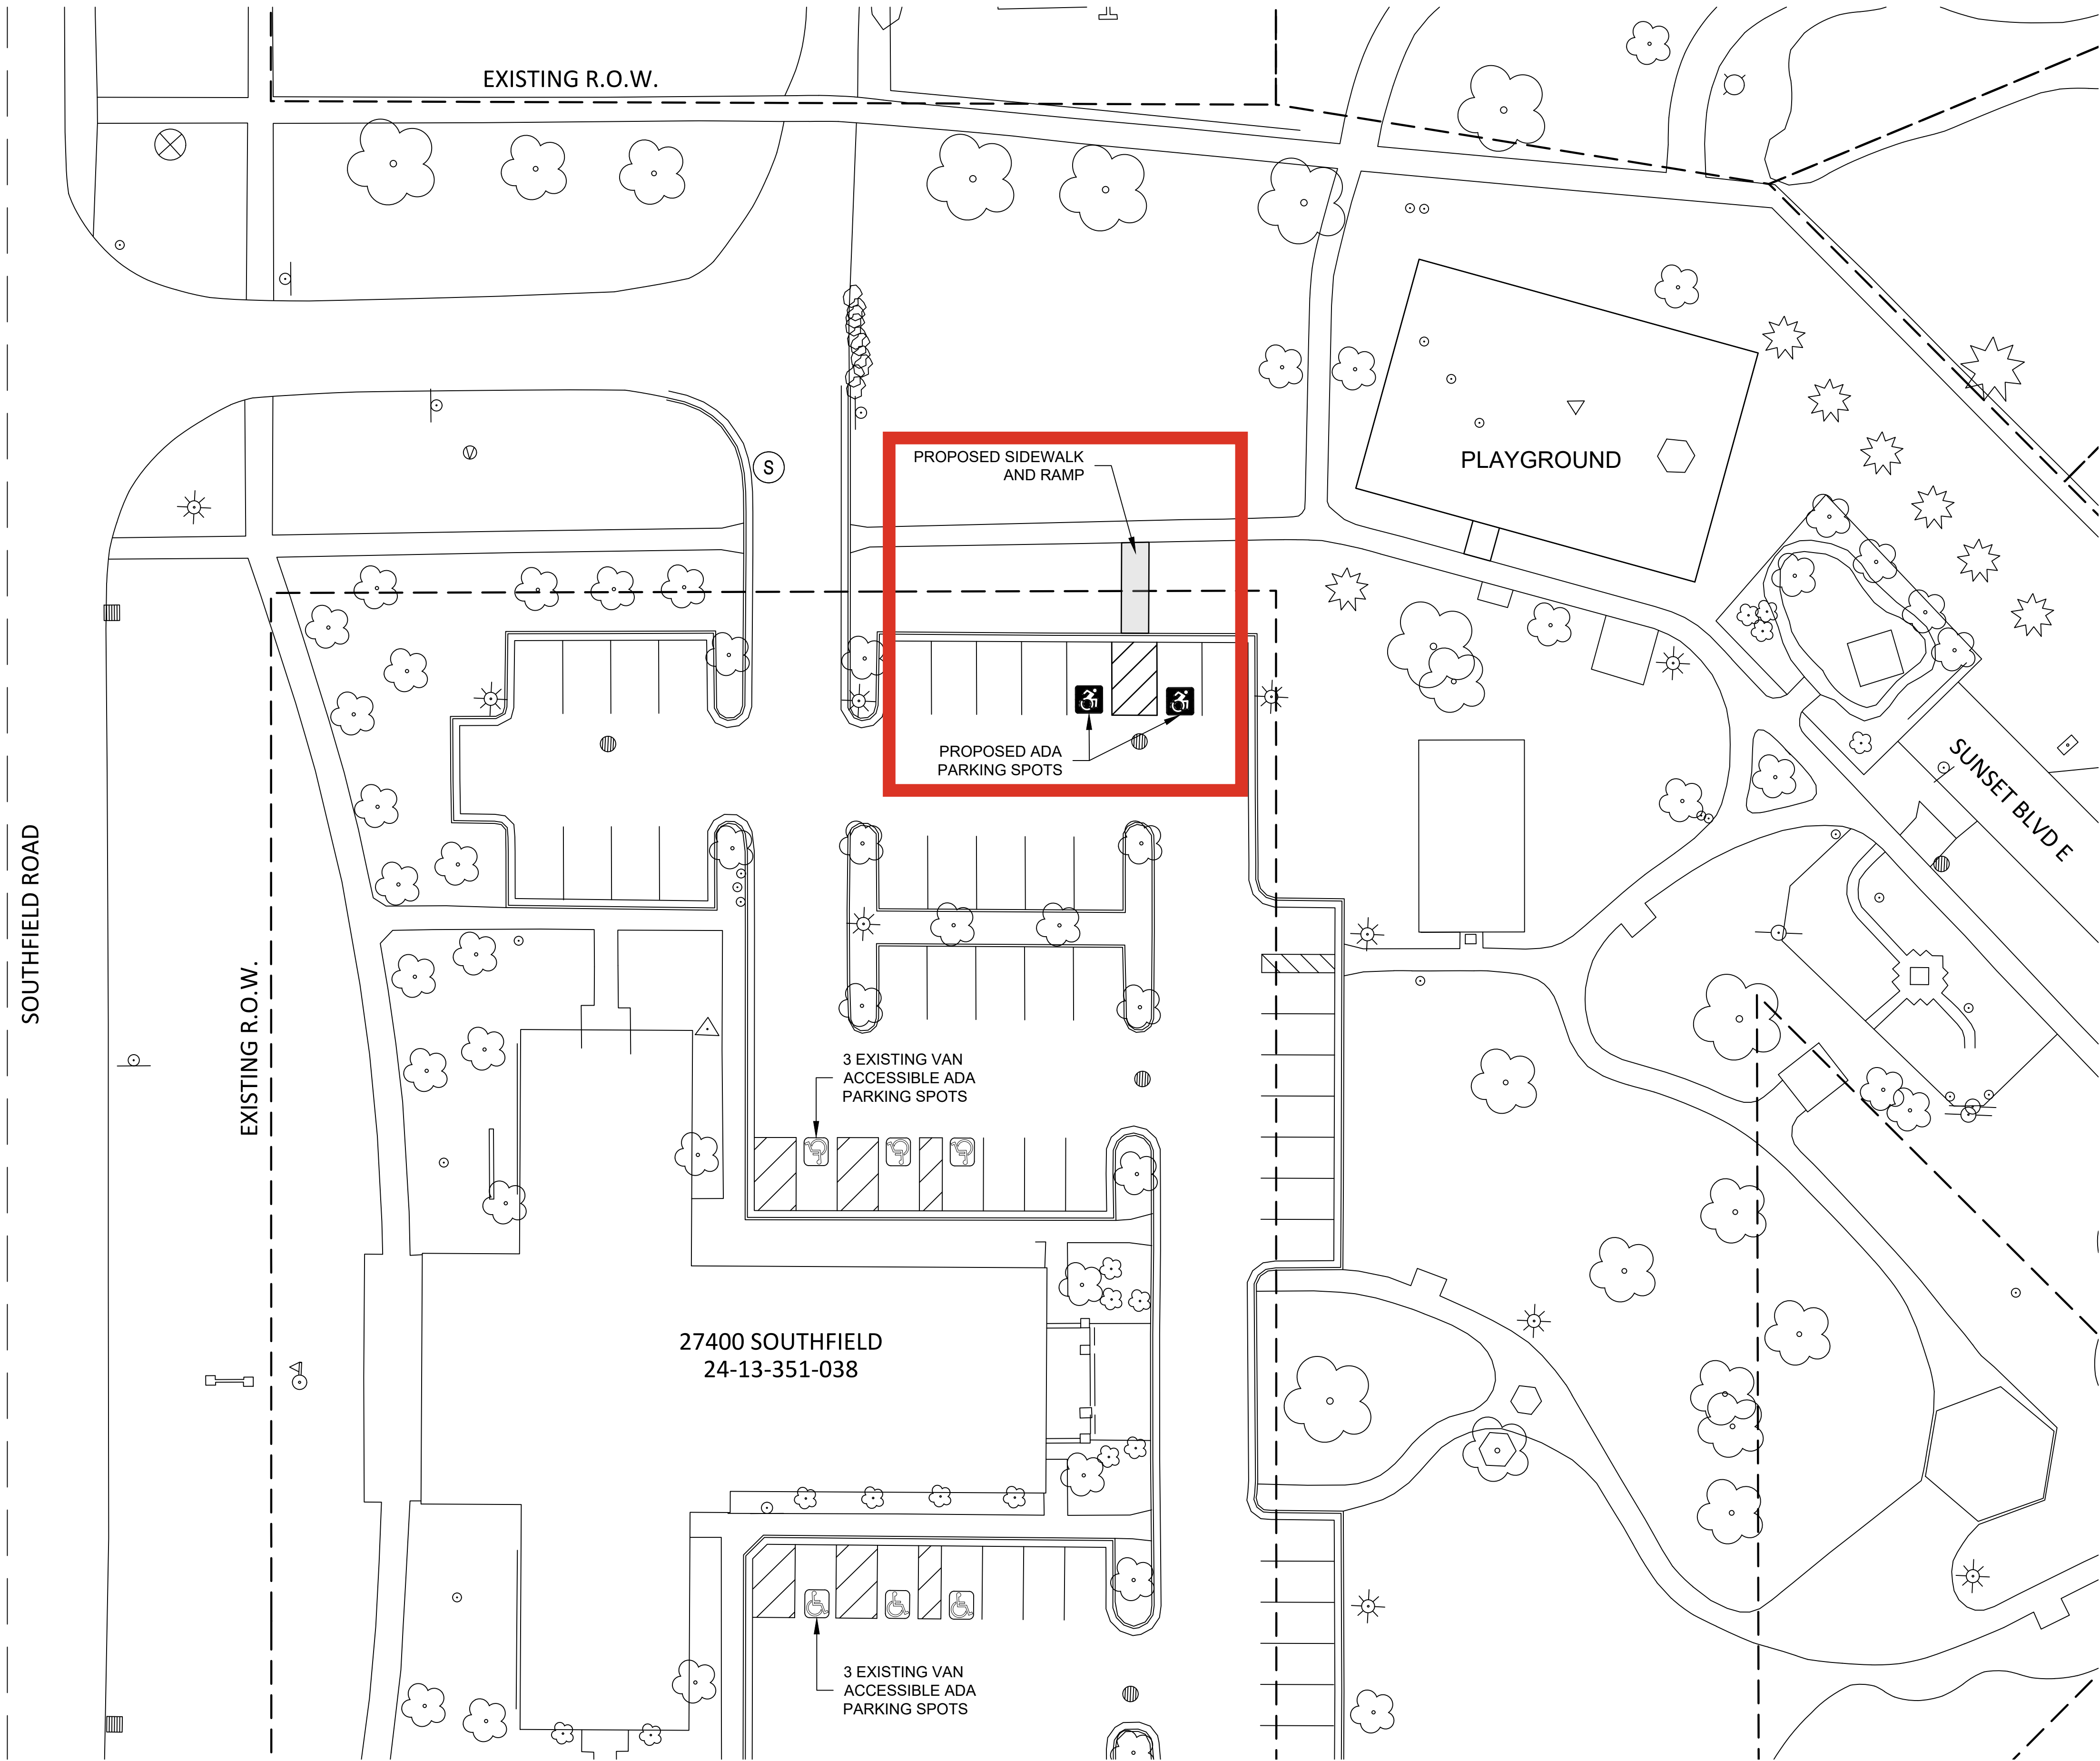 EXISTING R.O.W.
S
PROPOSED SIDEWALK
AND RAMP
PLAYGROUND
PROPOSED ADA
PARKING SPOTS
SUNSET BLVD E
SOUTHFIELD ROAD
EXISTING R.O.W.
3 EXISTING VAN
ACCESSIBLE ADA
PARKING SPOTS
27400 SOUTHFIELD
24-13-351-038
3 EXISTING VAN
ACCESSIBLE ADA
PARKING SPOTS